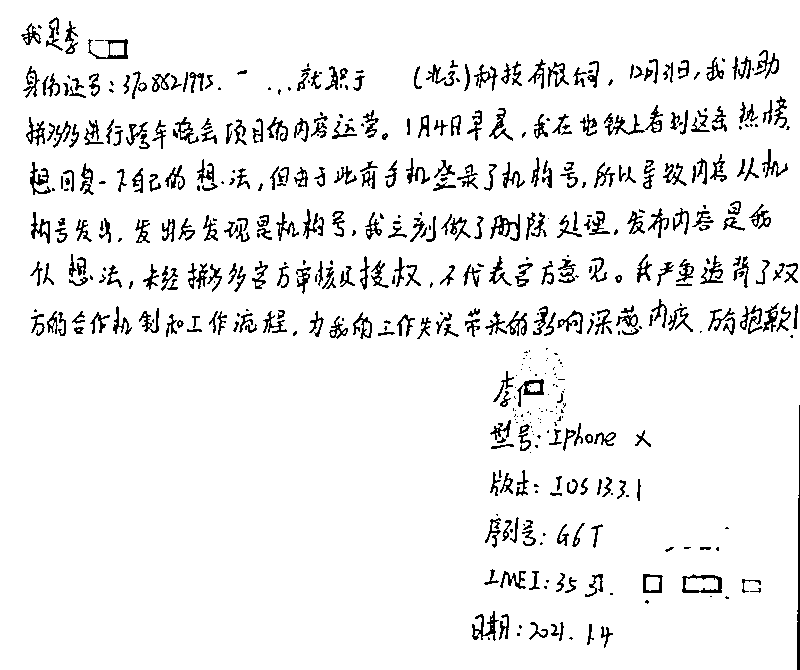 我是李
身份证号:3708821995. 就职于 (北京)科技有限公司,12月31日,我协助
拼多多进行跨年晚会项目的内容运营。1月4日早晨,我在地铁上看到这条热榜,
想回复一下自己的想法,但由于此前手机登录了机构号,所以导致内容从机
构号发出,发出后发现是机构号,我立刻做了删除处理,发布内容是我
个人想法,未经拼多多官方审核及授权,不代表官方意见。我严重违背了双
方的合作机制和工作流程,为我的工作失误带来的影响深感内疚,万分抱歉!
李
型号:Iphone X
版本:IOS 13.3.1
序列号:G6T
IMEI:35 31.
日期:2021.1.4